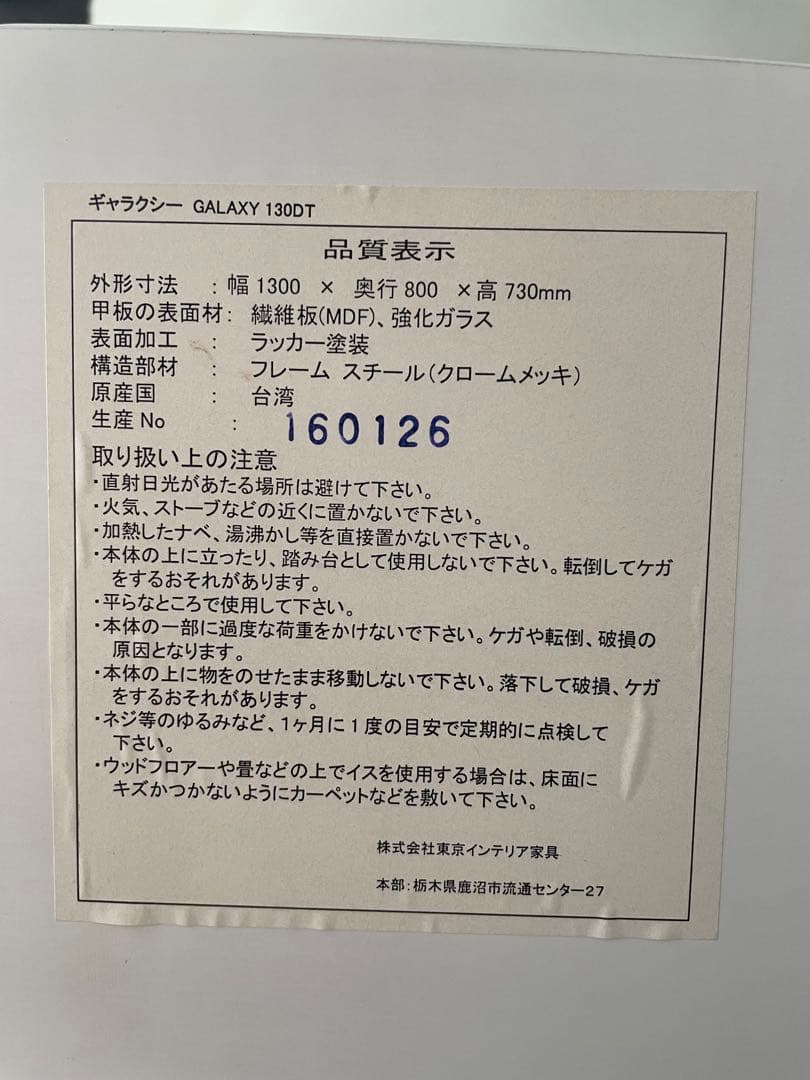 ギャラクシー GALAXY 130DT
品質表示
外形寸法 : 幅1300 × 奥行800 ×高730mm
甲板の表面材: 繊維板(MDF)、強化ガラス
表面加工 : ラッカー塗装
構造部材 : フレーム スチール(クロームメッキ)
原産国 : 台湾
生産No : 160126
取り扱い上の注意
・直射日光があたる場所は避けて下さい。
・火気、ストーブなどの近くに置かないで下さい。
・加熱したナベ、湯沸かし等を直接置かないで下さい。
・本体の上に立ったり、踏み台として使用しないで下さい。転倒してケガ
をするおそれがあります。
・平らなところで使用して下さい。
・本体の一部に過度な荷重をかけないで下さい。ケガや転倒、破損の
原因となります。
・本体の上に物をのせたまま移動しないで下さい。落下して破損、ケガ
をするおそれがあります。
・ネジ等のゆるみなど、1ヶ月に1度の目安で定期的に点検して
下さい。
・ウッドフロアーや畳などの上でイスを使用する場合は、床面に
キズかつかないようにカーペットなどを敷いて下さい。
株式会社東京インテリア家具
本部:栃木県鹿沼市流通センター27